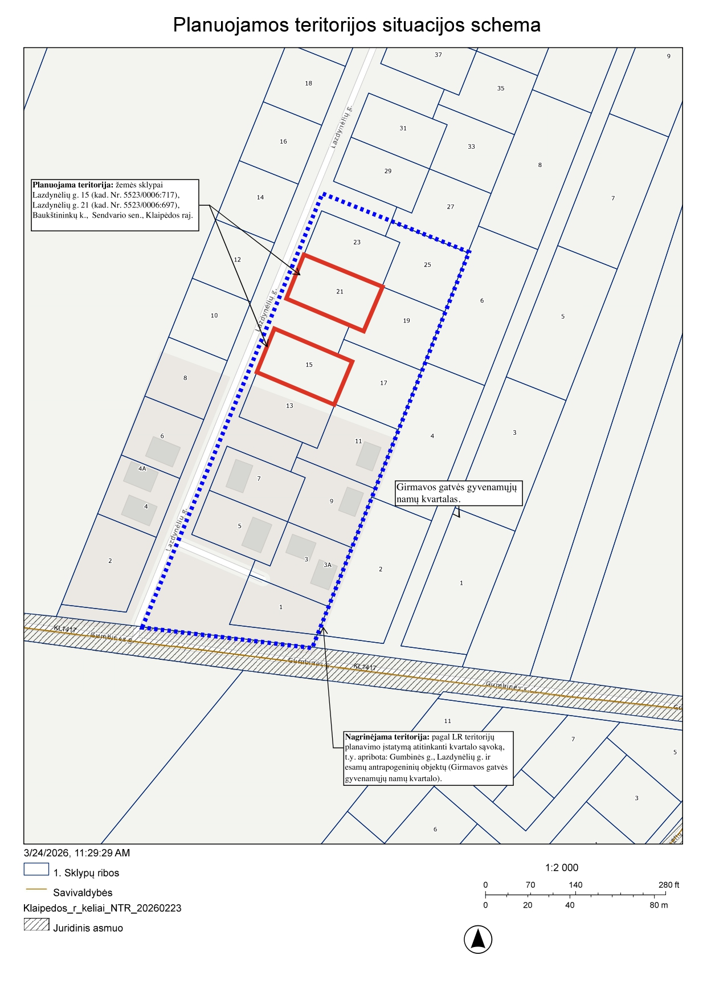 Planuojamos teritorijos situacijos schema
37
9
18
35
Lazdynėlių g.
31
16
33
29
8
Planuojama teritorija: žemės sklypai
Lazdynėlių g. 15 (kad. Nr. 5523/0006:717),
Lazdynėlių g. 21 (kad. Nr. 5523/0006:697),
Baukštininkų k., Sendvario sen., Klaipėdos raj.
14
7
27
23
12
25
21
6
Lazdynėlių g.
10
5
19
15
8
17
13
6
11
4
3
4A
7
Girmavos gatvės gyvenamųjų
namų kvartalas.
9
4
5
Lazdynėlių g.
3
3A
2
2
1
1
KL1417
Gumbinės g.
Gumbinės g.
KL1417
Gumbinės g.
Gu
11
Nagrinėjama teritorija: pagal LR teritorijų
planavimo įstatymą atitinkanti kvartalo sąvoką,
t.y. apribota: Gumbinės g., Lazdynėlių g. ir
esamų antrapogeninių objektų (Girmavos gatvės
gyvenamųjų namų kvartalo).
7
5
3
6
3/24/2026, 11:29:29 AM
1. Sklypų ribos
Savivaldybės
Klaipedos_r_keliai_NTR_20260223
Juridinis asmuo
1:2 000
0 70 140 280 ft
0 20 40 80 m